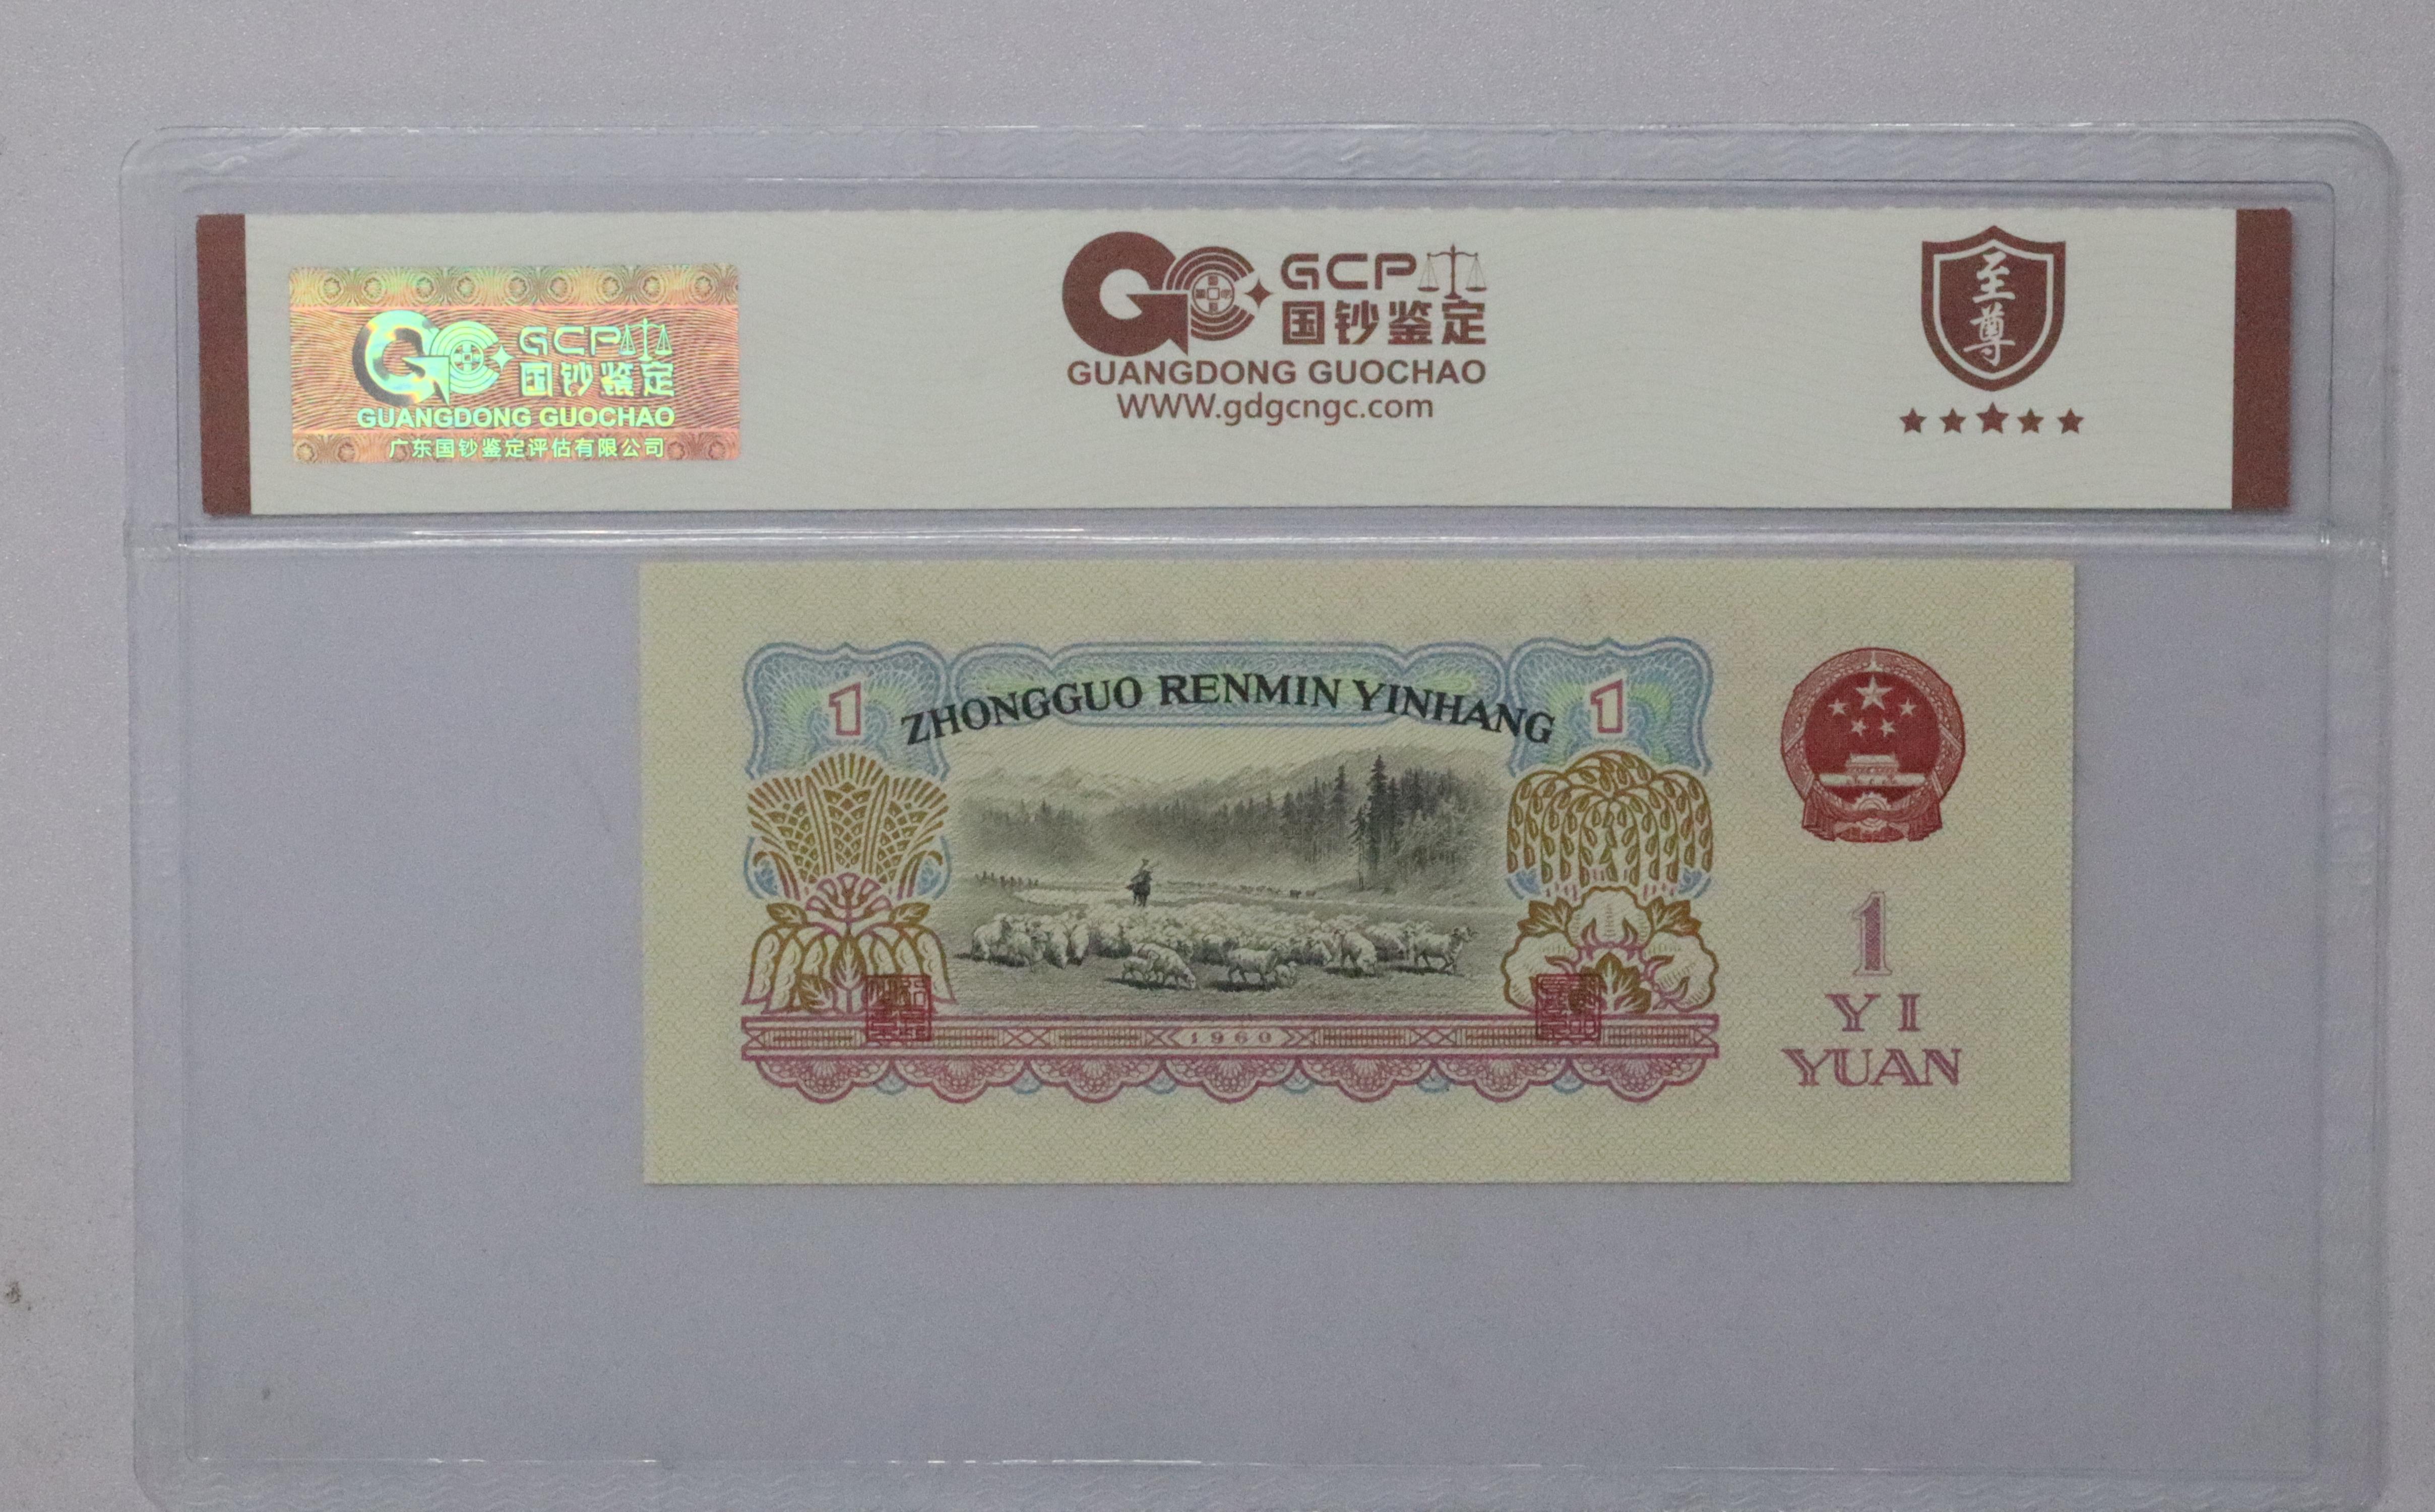 GCP
国钞鉴定
GUANGDONG GUOCHAO
广东国钞鉴定评估有限公司
GCP
国钞鉴定
GUANGDONG GUOCHAO
WWW.gdgcngc.com
至尊
1
ZHONGGUO RENMIN YINHANG
1
1960
1
YI
YUAN